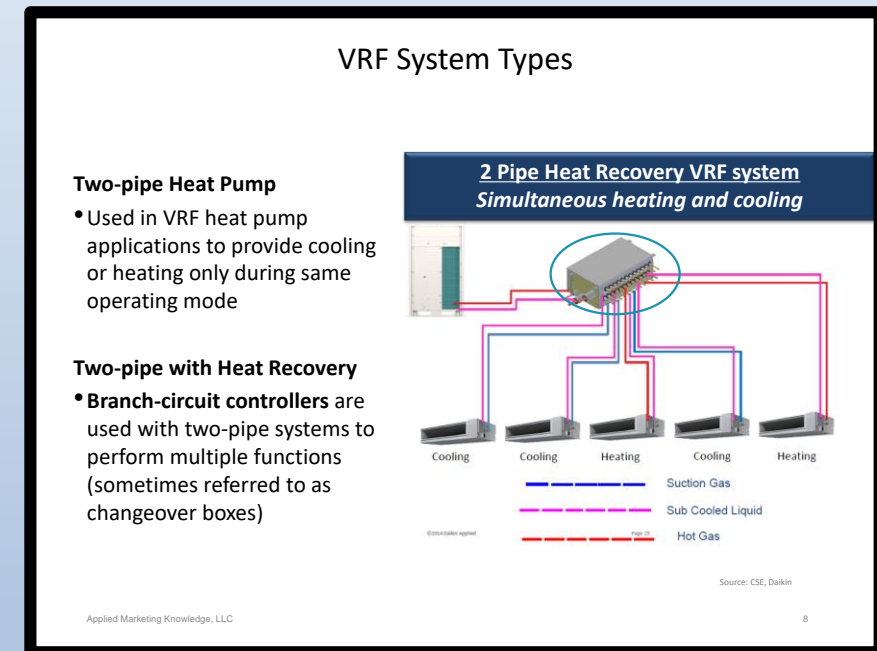 VRF System Types
Two-pipe Heat Pump
•Used in VRF heat pump
applications to provide cooling
or heating only during same
operating mode
Two-pipe with Heat Recovery
•Branch-circuit controllers are
used with two-pipe systems to
perform multiple functions
(sometimes referred to as
changeover boxes)
2 Pipe Heat Recovery VRF system
Simultaneous heating and cooling
Cooling
Cooling
Heating
Cooling
Heating
Suction Gas
Sub Cooled Liquid
Hot Gas
©2014 Daikin Applied
Source: CSE, Daikin
Applied Marketing Knowledge, LLC
8